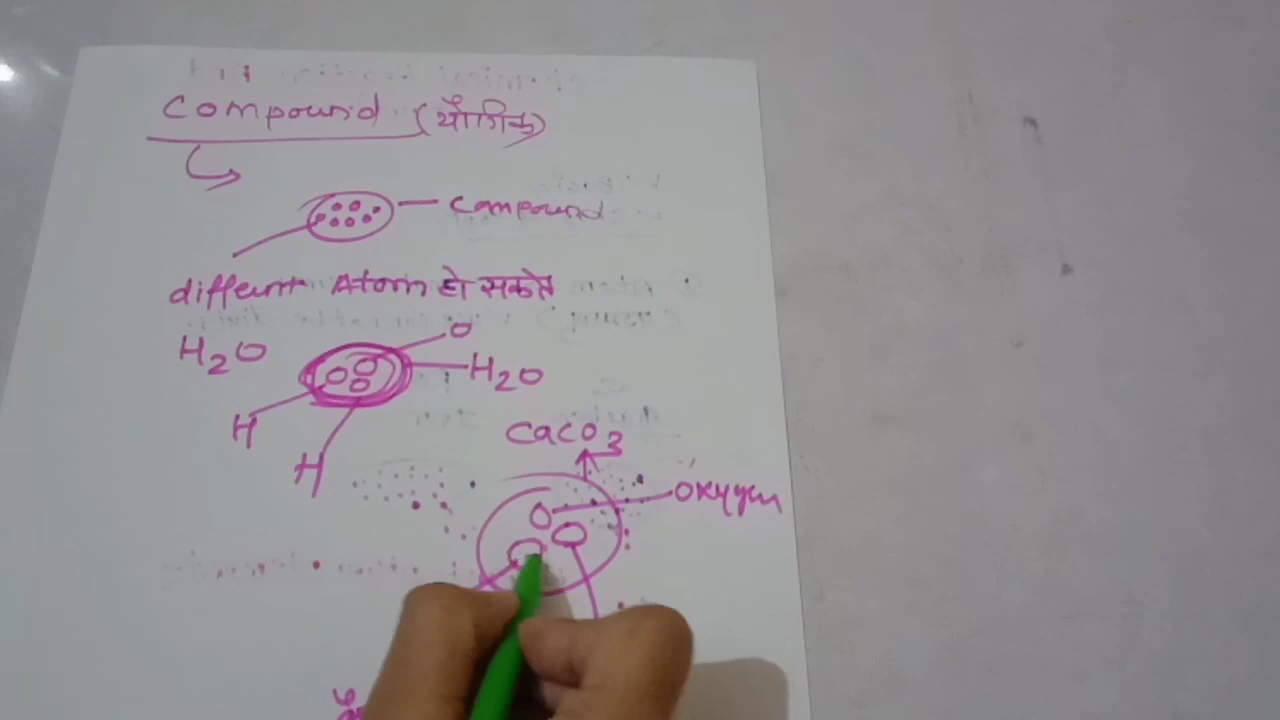 Compound (यौगिक)
Compound
different Atom हो सकते
O
H2O
H2O
H
H
CaCO3
Oxygen